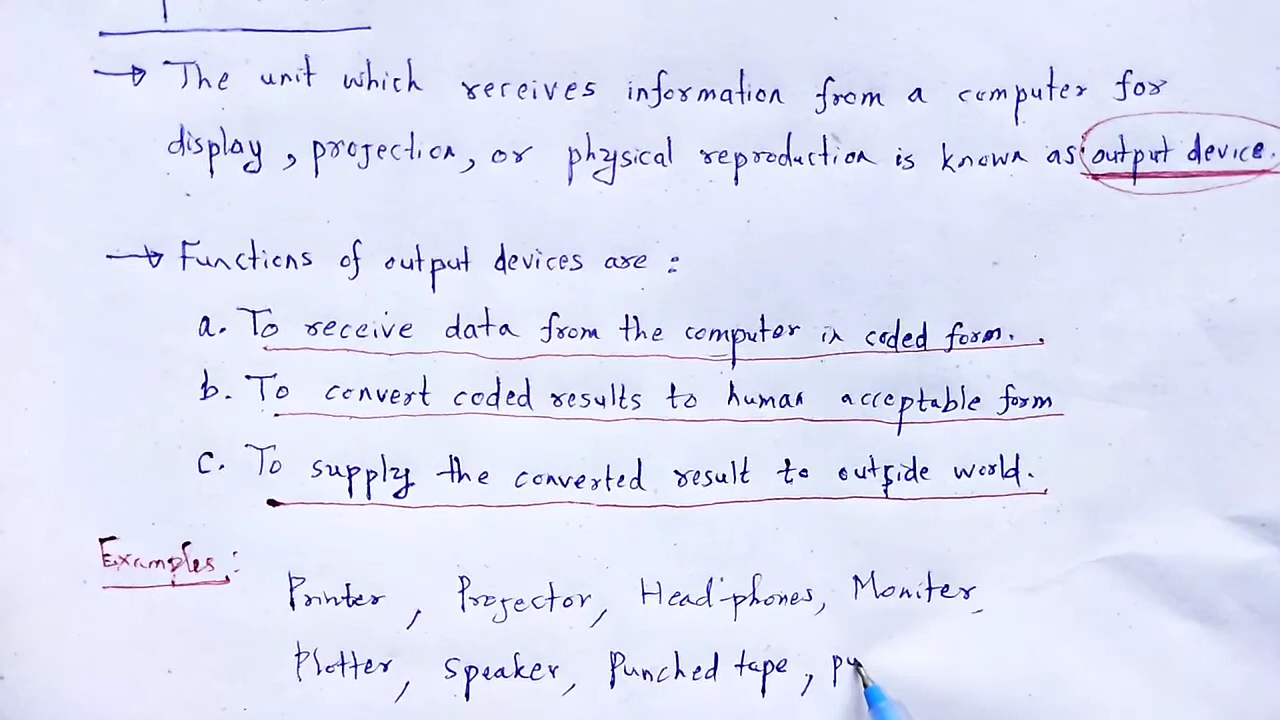 → The unit which receives information from a computer for
display, projection, or physical reproduction is known as output device.
→ Functions of output devices are :
a. To receive data from the computer in coded form.
b. To convert coded results to human acceptable form
c. To supply the converted result to outside world.
Examples :
Printer, Projector, Head-phones, Moniter,
Plotter, Speaker, Punched tape, pu